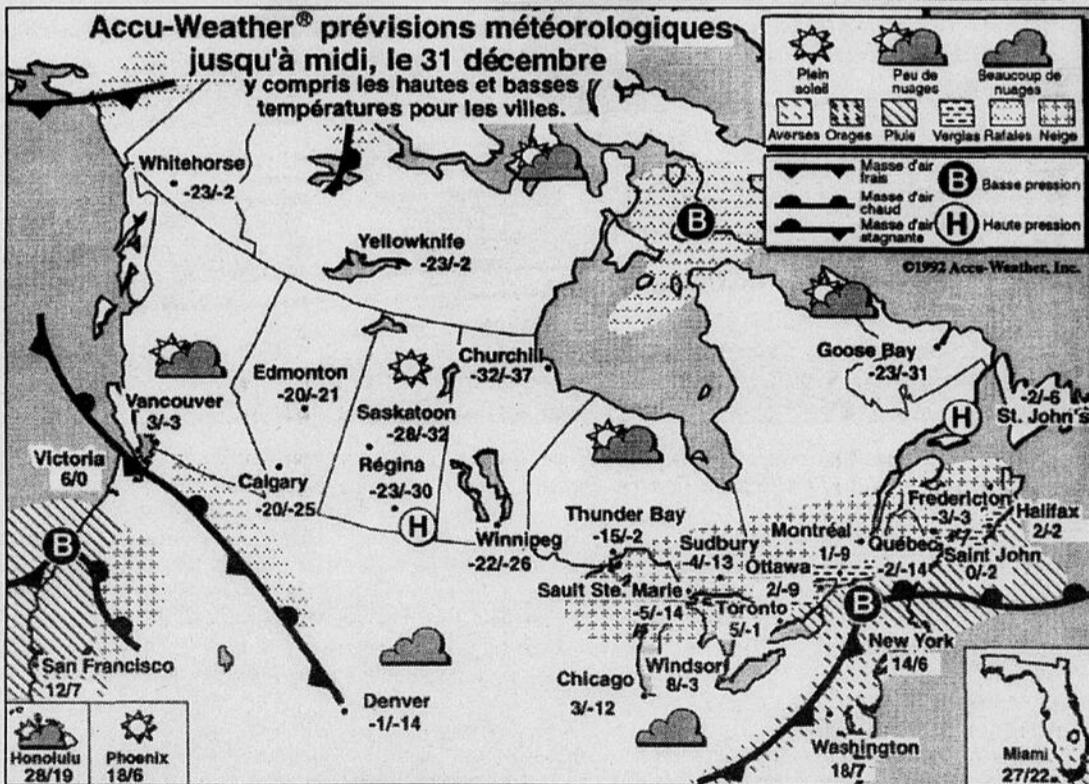 Accu-Weather® prévisions météorologiques
jusqu'à midi, le 31 décembre
y compris les hautes et basses
températures pour les villes.
Plein
soleil
Peu de
nuages
Beaucoup de
nuages
Averses Orages Pluie Verglas Rafales Neige
Masse d'air
frais
Masse d'air
chaud
Masse d'air
stagnante
B Basse pression
H Haute pression
©1992 Accu-Weather, Inc.
Whitehorse
-23/-2
Yellowknife
-23/-2
B
Churchill
-32/-37
Goose Bay
-23/-31
-2/-6
St. John's
H
Edmonton
-20/-21
Vancouver
3/-3
Saskatoon
-28/-32
Victoria
6/0
Calgary
-20/-25
Régina
-23/-30
H
Winnipeg
-22/-26
Thunder Bay
-15/-2
Sudbury
-4/-13
Sault Ste. Marie
-5/-14
Montréal
1/-9
Ottawa
2/-9
Québec
-2/-14
Fredericton
-3/-3
Halifax
2/-2
Saint John
0/-2
Toronto
5/-1
B
B
New York
14/6
San Francisco
12/7
Denver
-1/-14
Chicago
3/-12
Windsor
8/-3
Washington
18/7
Honolulu
28/19
Phoenix
18/6
Miami
27/22